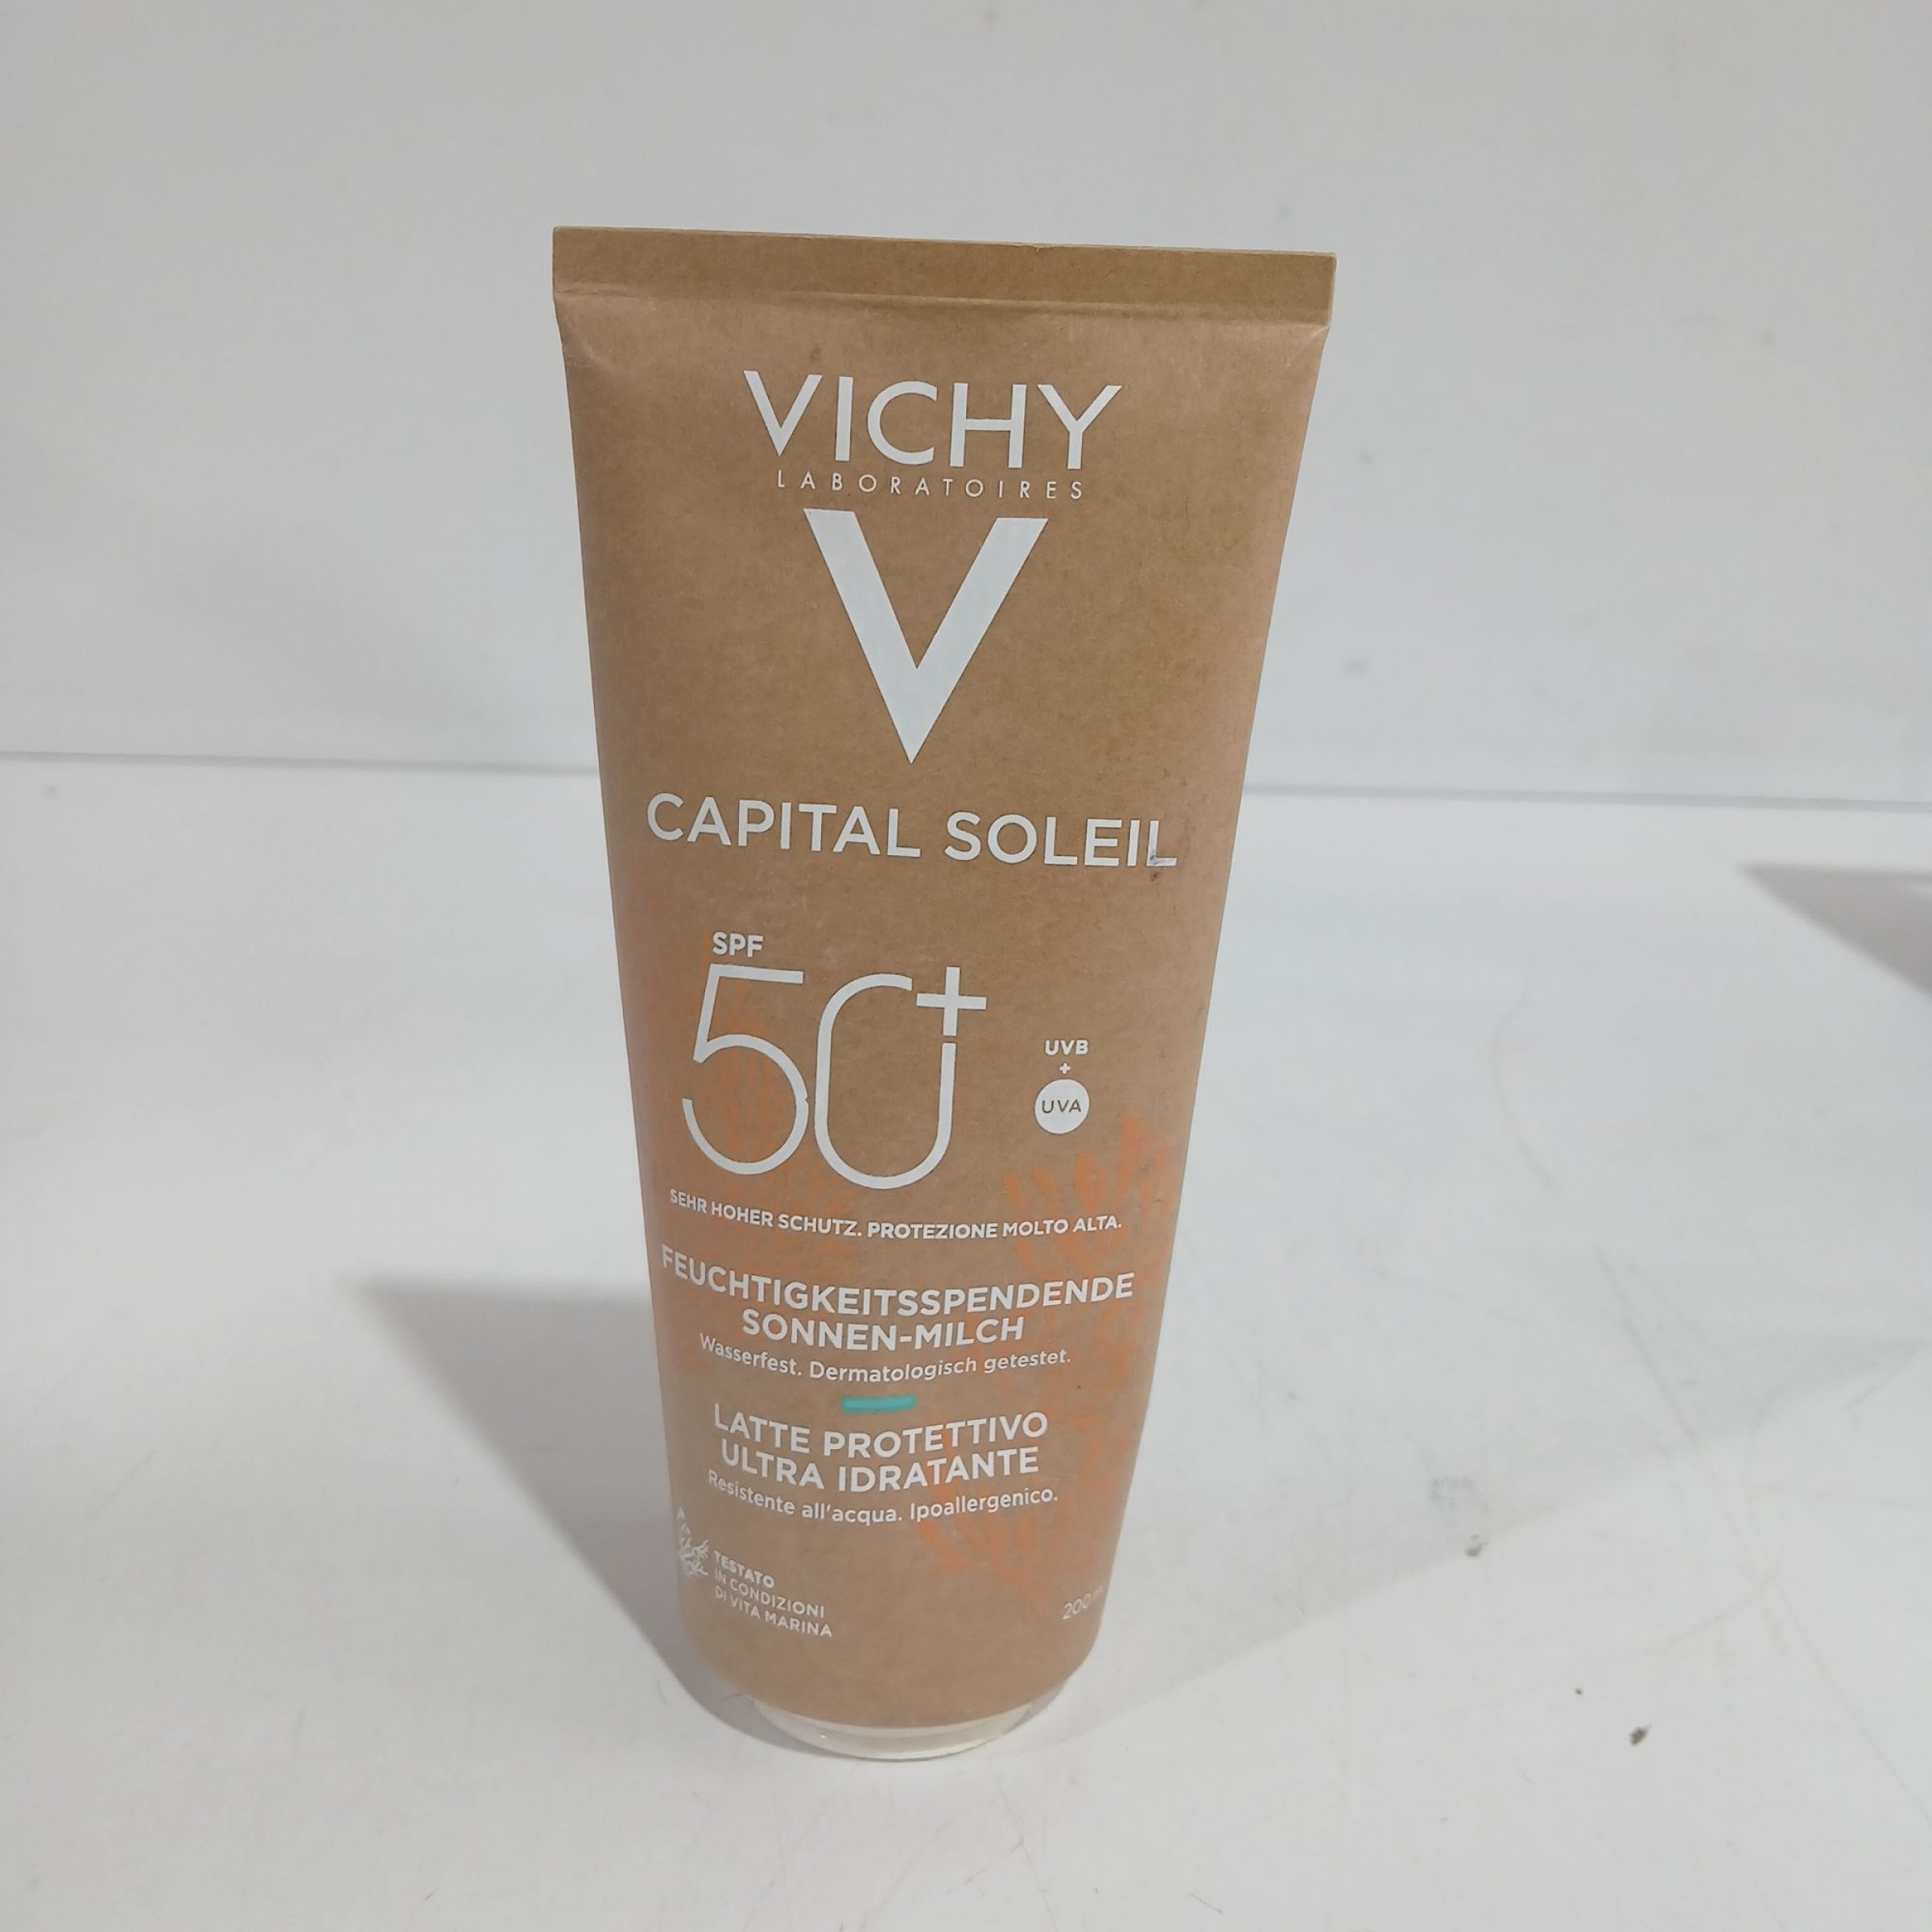 VICHY
LABORATOIRES
V
CAPITAL SOLEIL
SPF
50+
UVB
+
UVA
SEHR HOHER SCHUTZ. PROTEZIONE MOLTO ALTA.
FEUCHTIGKEITSSPENDENDE
SONNEN-MILCH
Wasserfest. Dermatologisch getestet.
LATTE PROTETTIVO
ULTRA IDRATANTE
Resistente all'acqua. Ipoallergenico.
TESTATO
IN CONDIZIONI
DI VITA MARINA
200